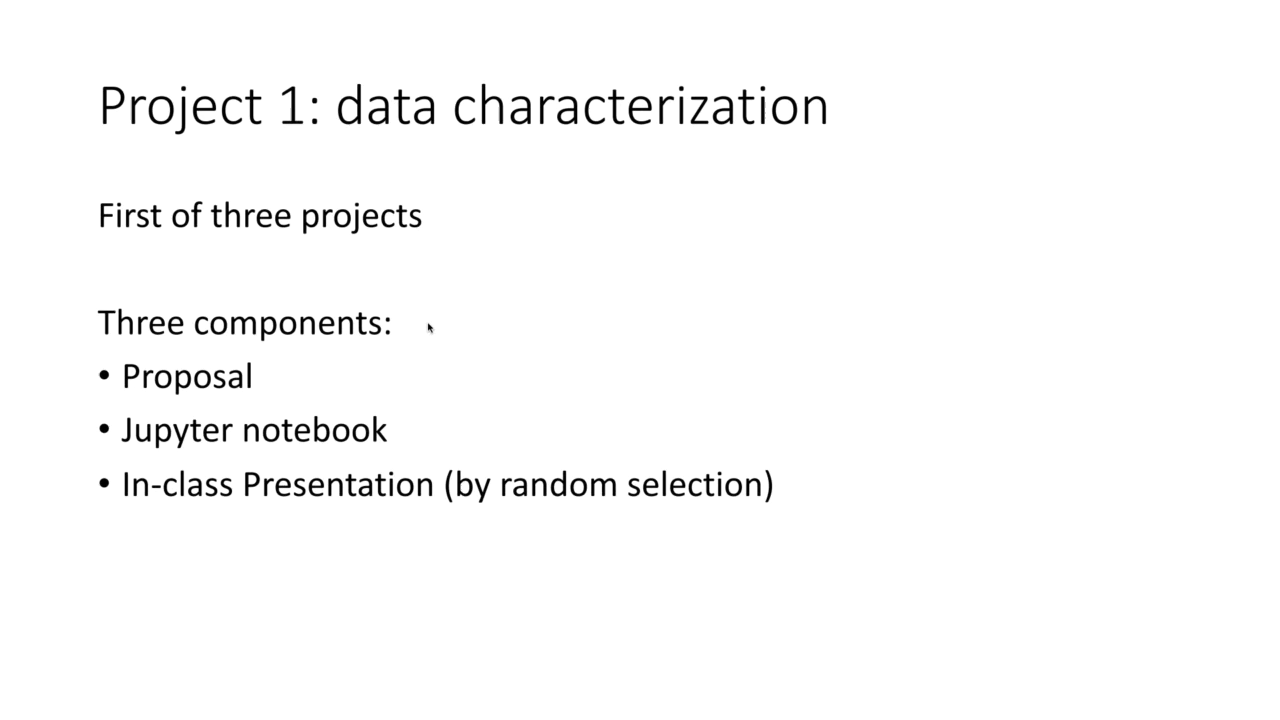 Project 1: data characterization
First of three projects
Three components:
• Proposal
• Jupyter notebook
• In-class Presentation (by random selection)